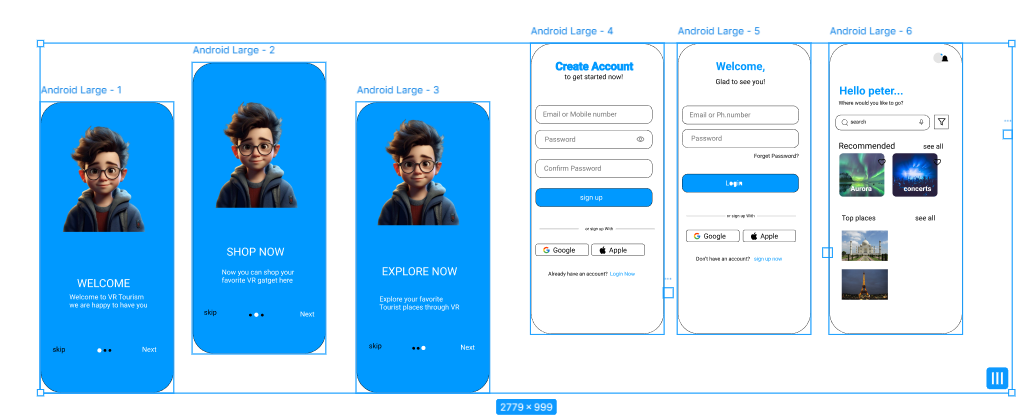 Android Large - 1
WELCOME
Welcome to VR Tourism
we are happy to have you
skip
Next
Android Large - 2
SHOP NOW
Now you can shop your
favorite VR gatget here
skip
Next
Android Large - 3
EXPLORE NOW
Explore your favorite
Tourist places through VR
skip
Next
Android Large - 4
Create Account
to get started now!
Email or Mobile number
Password
Confirm Password
sign up
or sign up With
Google
Apple
Already have an account? Login Now
Android Large - 5
Welcome,
Glad to see you!
Email or Ph.number
Password
Forget Password?
Login
or sign up With
Google
Apple
Don't have an account? sign up now
Android Large - 6
Hello peter...
Where would you like to go?
search
Recommended see all
Aurora concerts
Top places see all
2779 × 999